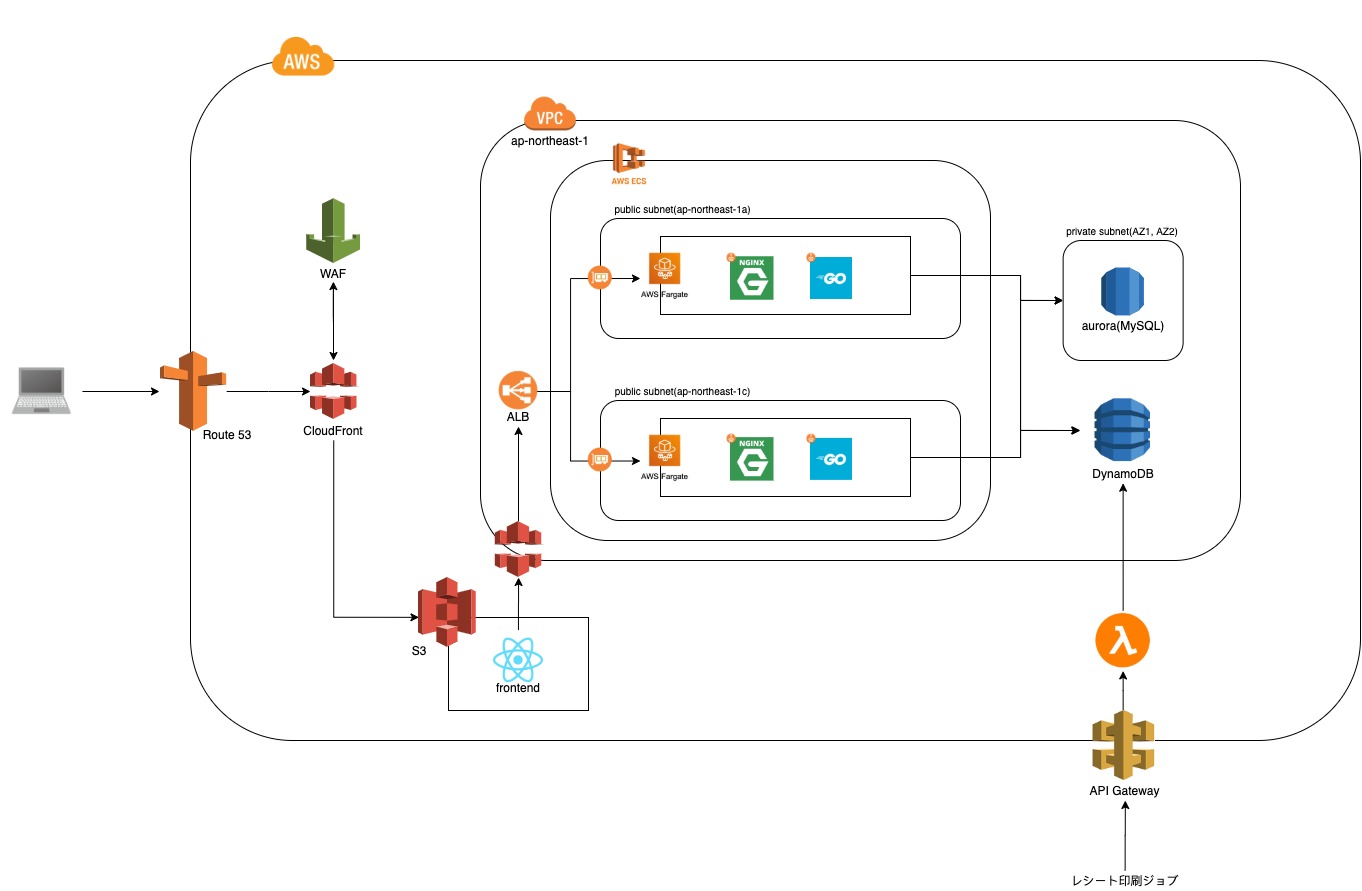 AWS
VPC
ap-northeast-1
AWS ECS
public subnet(ap-northeast-1a)
AWS Fargate
NGINX
G
GO
private subnet(AZ1, AZ2)
aurora(MySQL)
WAF
Route 53
CloudFront
ALB
public subnet(ap-northeast-1c)
AWS Fargate
NGINX
G
GO
DynamoDB
S3
frontend
λ
API Gateway
レシート印刷ジョブ